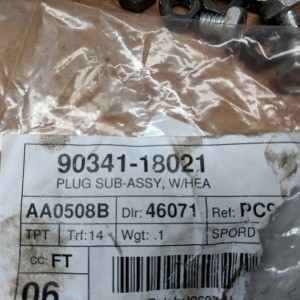 90341-18021
PLUG SUB-ASSY, W/HEA
AA0508B Dlr: 46071 Ref: PCS
TPT Trf: 14 Wgt: .1 SPORD
CC: FT
06